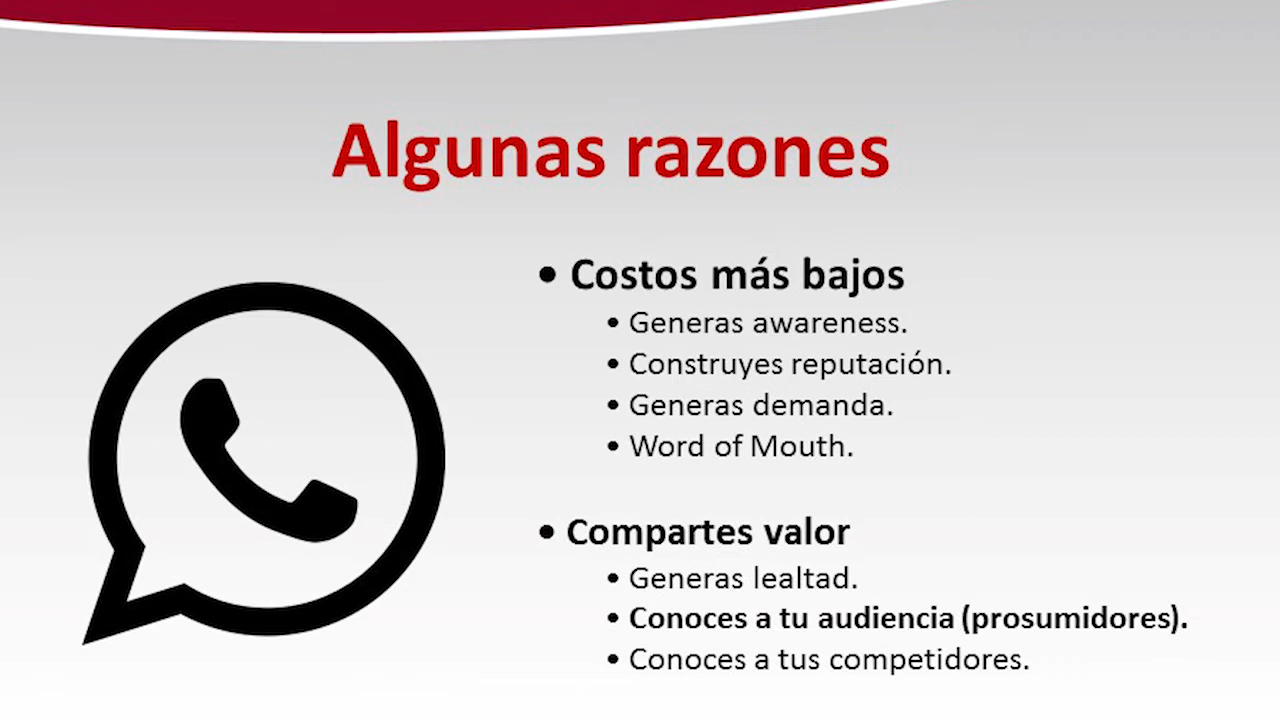 Algunas razones
• Costos más bajos
• Generas awareness.
• Construyes reputación.
• Generas demanda.
• Word of Mouth.
• Compartes valor
• Generas lealtad.
• Conoces a tu audiencia (prosumidores).
• Conoces a tus competidores.